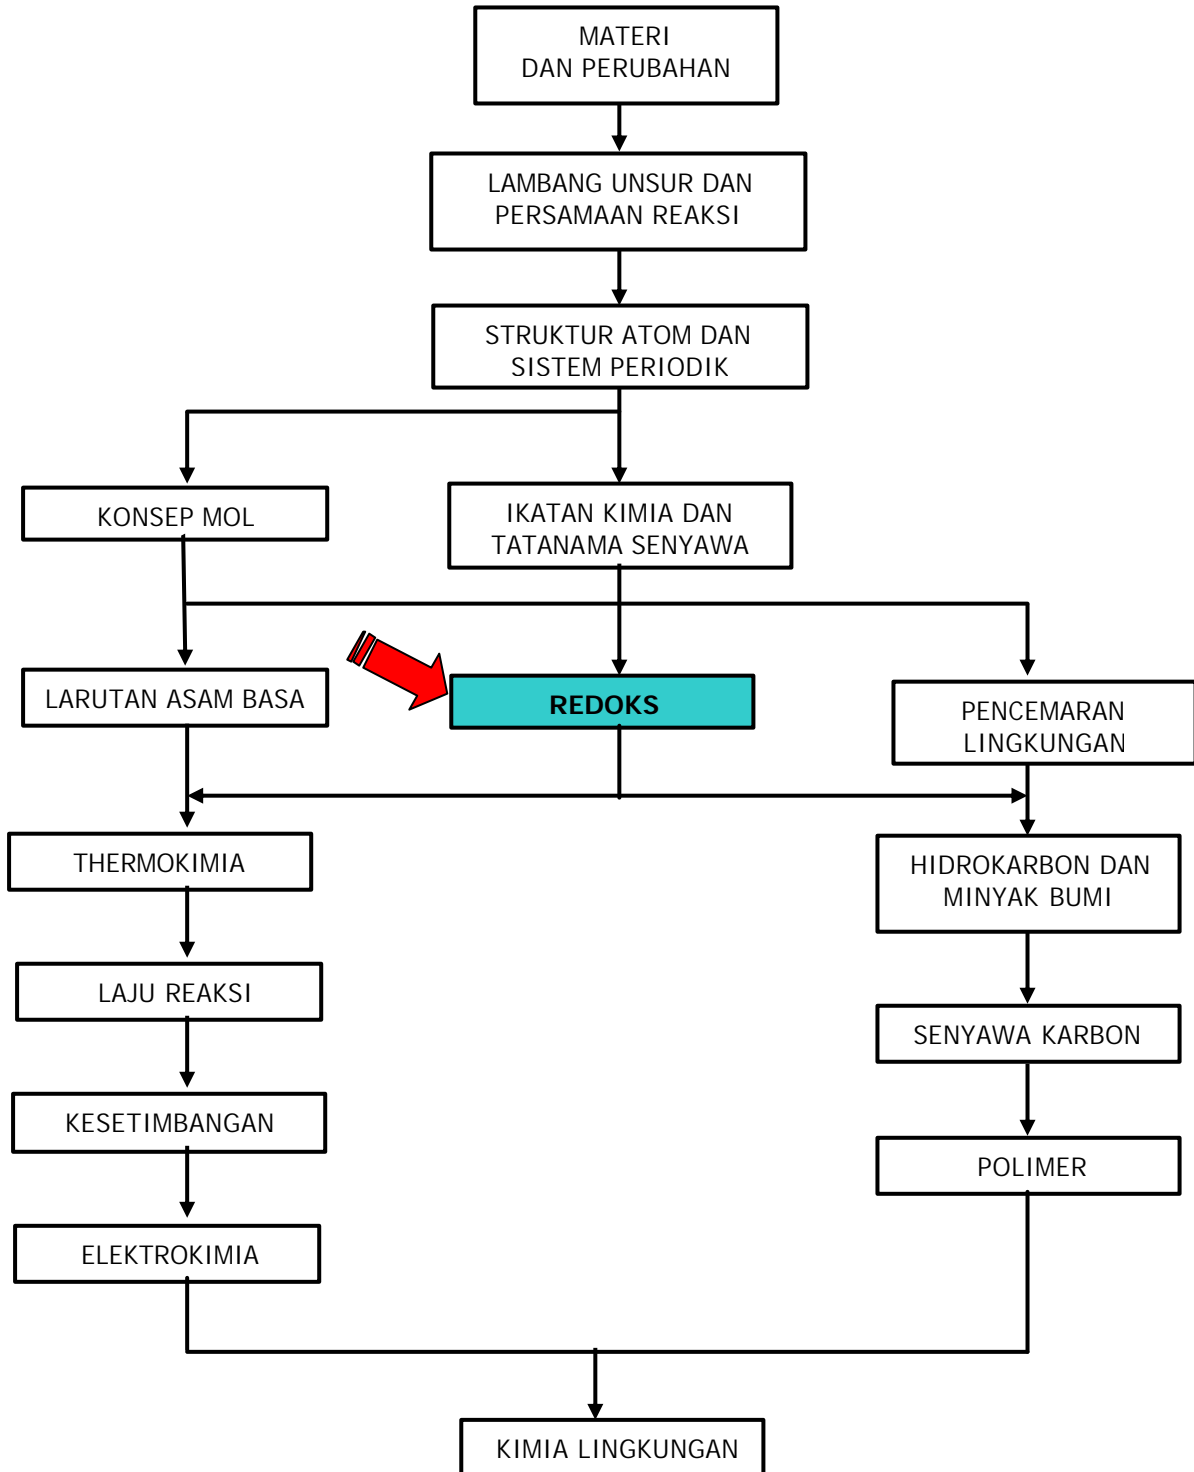 MATERI
DAN PERUBAHAN
LAMBANG UNSUR DAN
PERSAMAAN REAKSI
STRUKTUR ATOM DAN
SISTEM PERIODIK
KONSEP MOL
IKATAN KIMIA DAN
TATANAMA SENYAWA
LARUTAN ASAM BASA
REDOKS
PENCEMARAN
LINGKUNGAN
THERMOKIMIA
HIDROKARBON DAN
MINYAK BUMI
LAJU REAKSI
SENYAWA KARBON
KESETIMBANGAN
POLIMER
ELEKTROKIMIA
KIMIA LINGKUNGAN